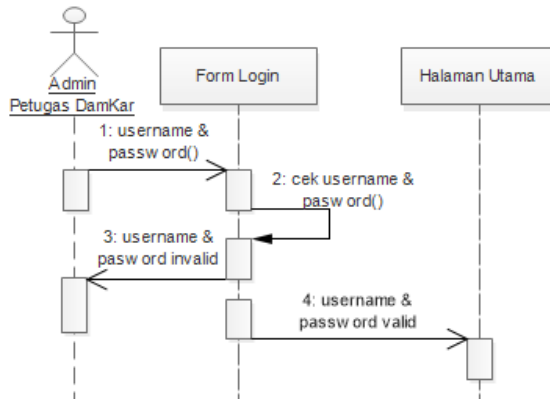 Admin
Petugas DamKar
Form Login
Halaman Utama
1: username &
passw ord()
2: cek username &
pasw ord()
3: username &
pasw ord invalid
4: username &
passw ord valid